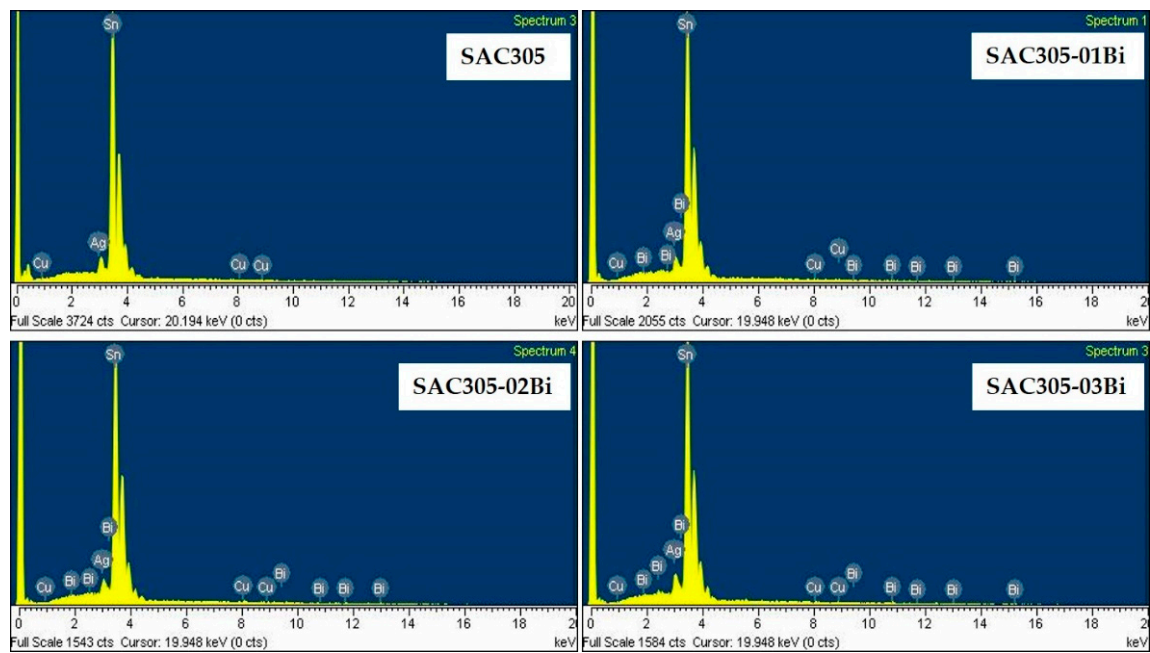 Spectrum 3
SAC305
Sn
Ag
Cu
Cu
Cu
0 2 4 6 8 10 12 14 16 18 20
Full Scale 3724 cts Cursor: 20.194 keV (0 cts)
keV
Spectrum 1
SAC305-01Bi
Sn
Bi
Ag
Cu
Cu Bi Bi
Cu Bi Bi Bi Bi Bi
0 2 4 6 8 10 12 14 16 18 2
Full Scale 2055 cts Cursor: 19.948 keV (0 cts)
keV
Spectrum 4
SAC305-02Bi
Sn
Bi
Ag
Bi
Cu Bi Bi
Cu Cu Bi Bi Bi
0 2 4 6 8 10 12 14 16 18 20
Full Scale 1543 cts Cursor: 19.948 keV (0 cts)
keV
Spectrum 3
SAC305-03Bi
Sn
Bi
Ag
Bi
Bi
Bi
Cu
Cu Cu Bi Bi Bi Bi
0 2 4 6 8 10 12 14 16 18 2
Full Scale 1584 cts Cursor: 19.948 keV (0 cts)
keV